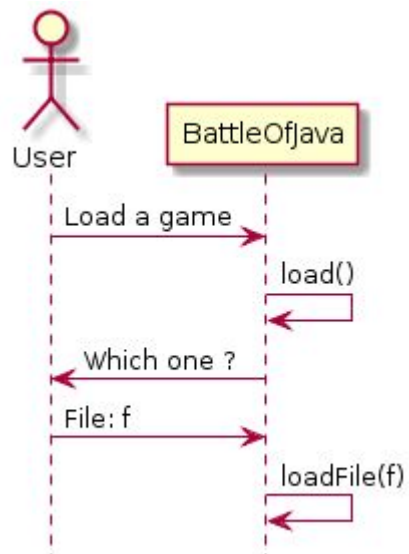 User
BattleOfJava
Load a game
load()
Which one ?
File: f
loadFile(f)